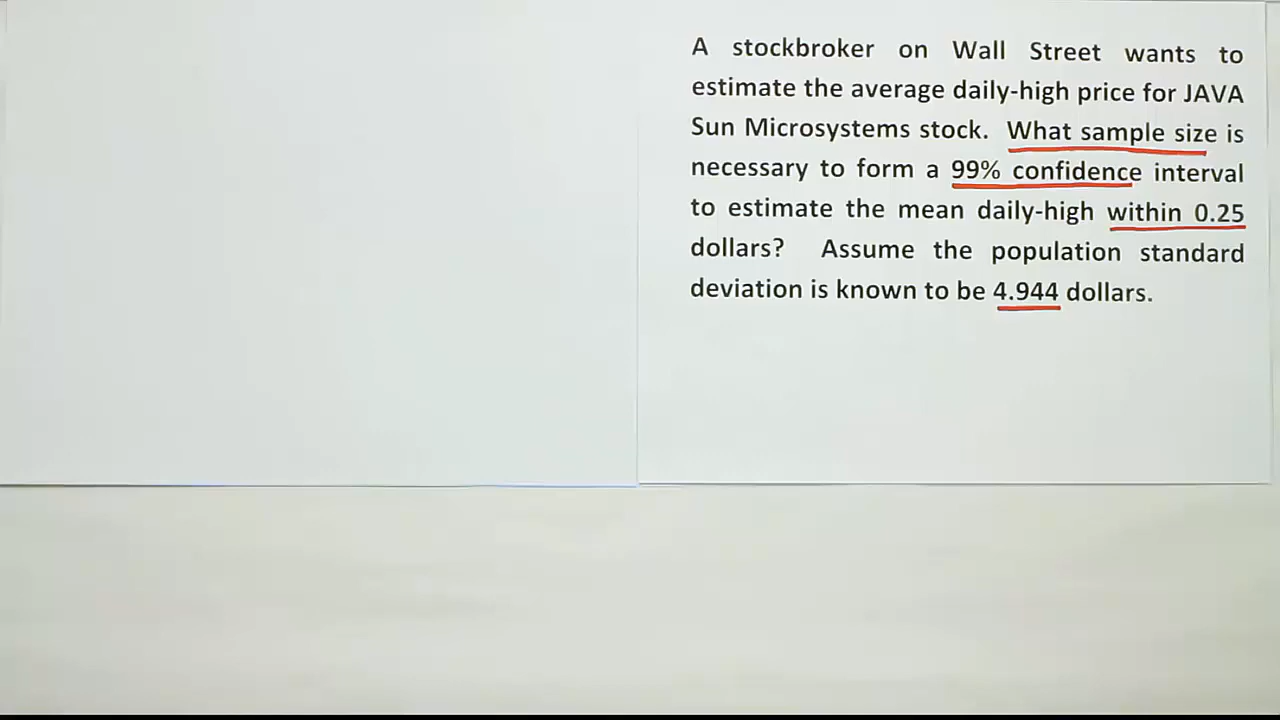 A stockbroker on Wall Street wants to
estimate the average daily-high price for JAVA
Sun Microsystems stock. What sample size is
necessary to form a 99% confidence interval
to estimate the mean daily-high within 0.25
dollars? Assume the population standard
deviation is known to be 4.944 dollars.